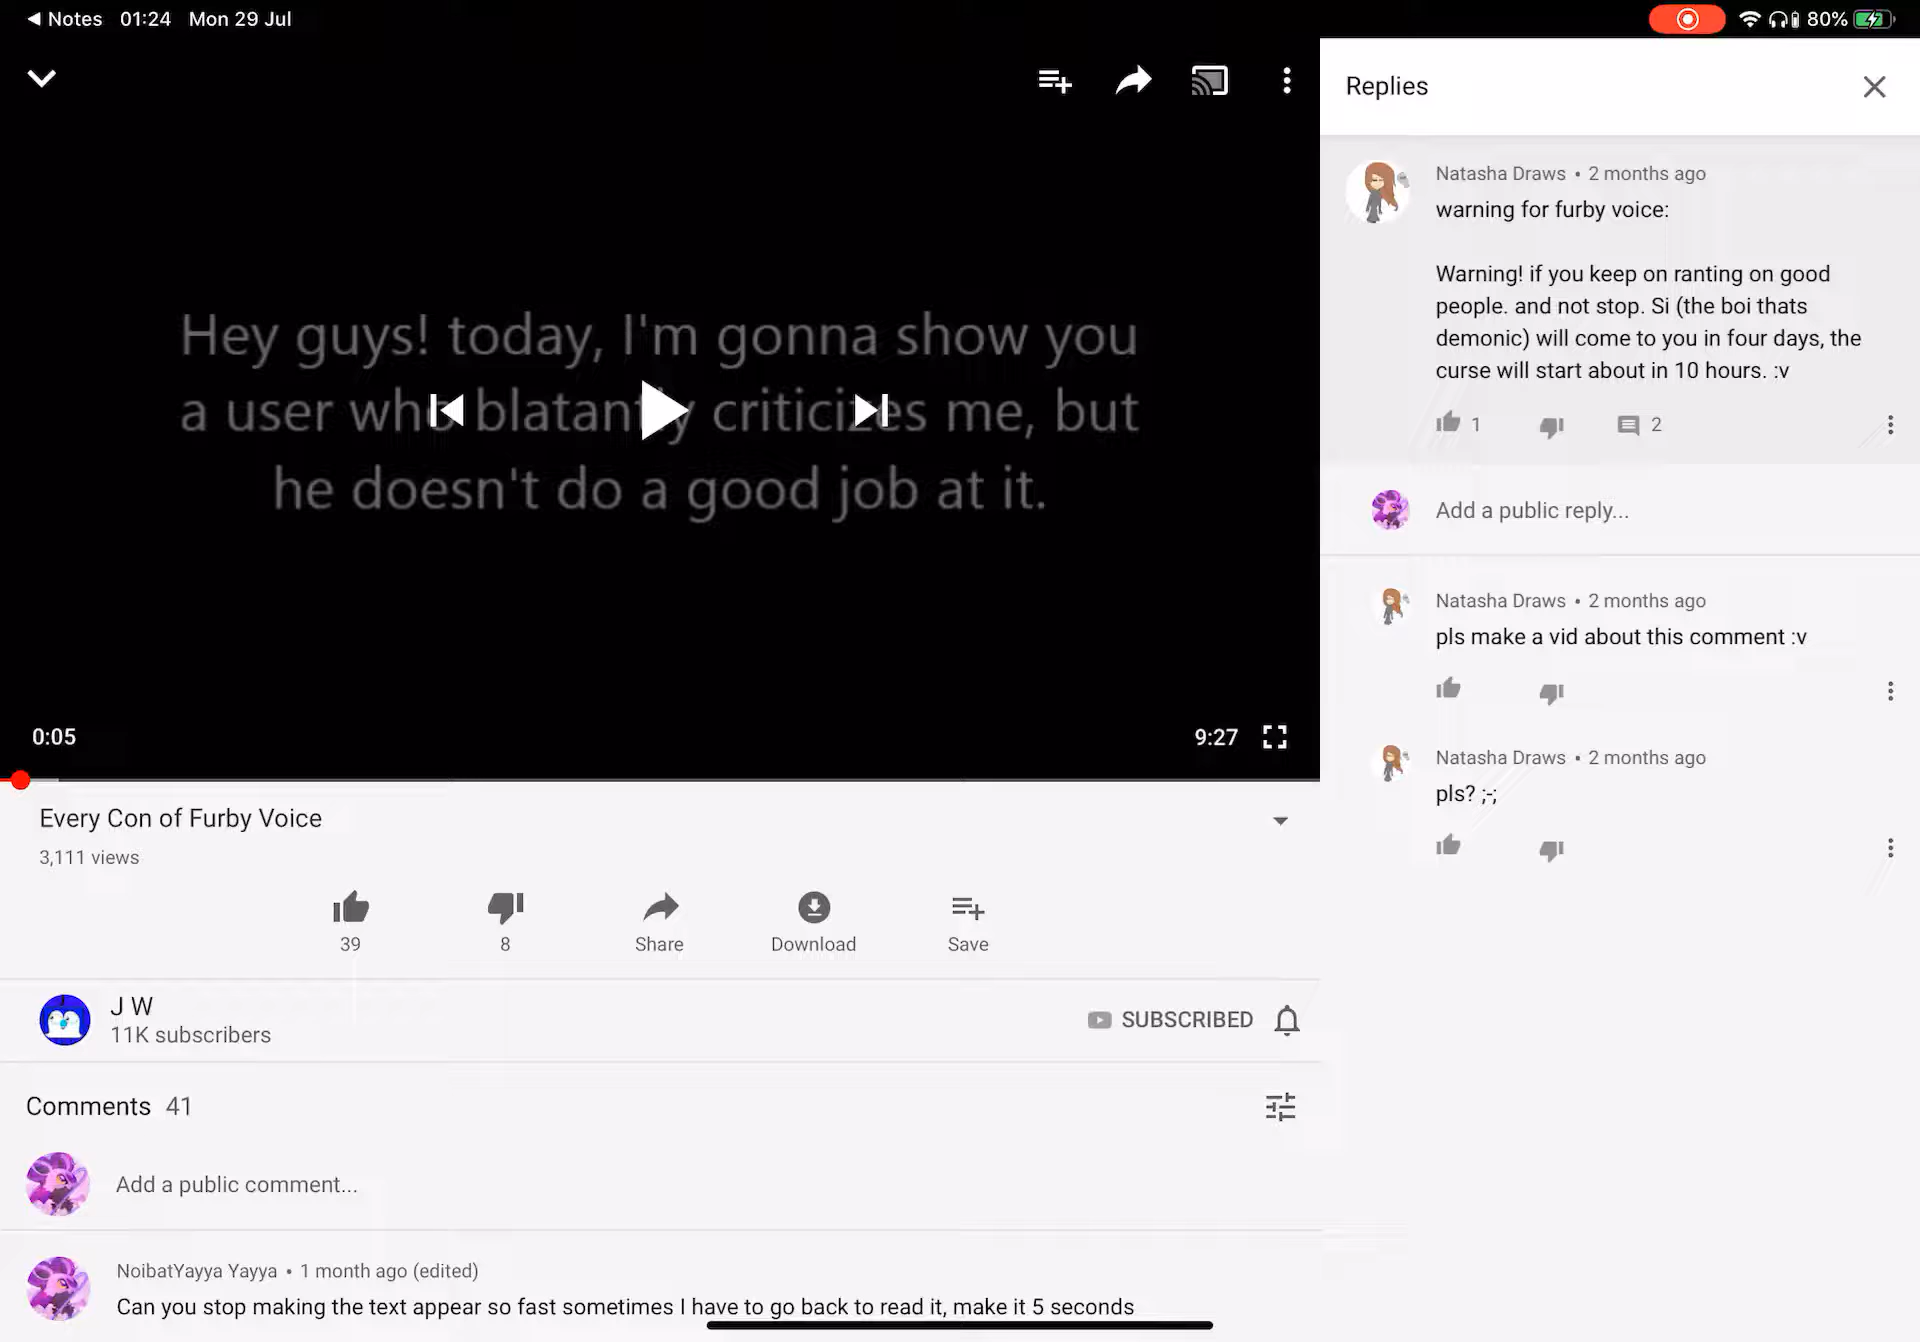 Notes 01:24 Mon 29 Jul
80%
Hey guys! today, I'm gonna show you
a user who blatantly criticizes me, but
he doesn't do a good job at it.
0:05
9:27
Every Con of Furby Voice
3,111 views
39
8
Share
Download
Save
J W
11K subscribers
SUBSCRIBED
Comments 41
Add a public comment...
NoibatYayya Yayya • 1 month ago (edited)
Can you stop making the text appear so fast sometimes I have to go back to read it, make it 5 seconds
Replies
Natasha Draws • 2 months ago
warning for furby voice:
Warning! if you keep on ranting on good
people. and not stop. Si (the boi thats
demonic) will come to you in four days, the
curse will start about in 10 hours. :v
1
2
Add a public reply...
Natasha Draws • 2 months ago
pls make a vid about this comment :v
Natasha Draws • 2 months ago
pls? ;-;